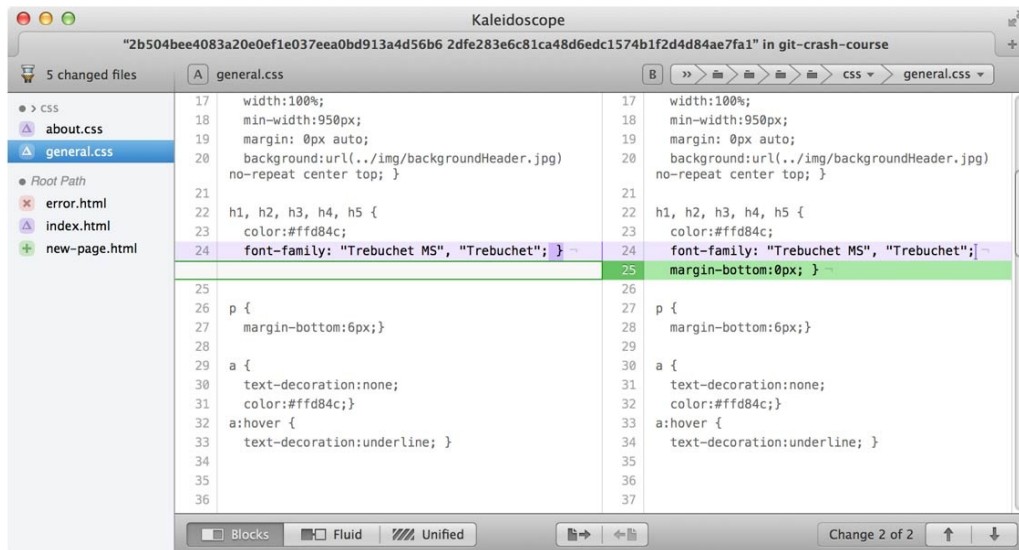 Kaleidoscope
"2b504bee4083a20e0ef1e037eea0bd913a4d56b6 2dfe283e6c81ca48d6edc1574b1f2d4d84ae7fa1" in git-crash-course
5 changed files
A general.css
B css general.css
css
about.css
general.css
Root Path
error.html
index.html
new-page.html
17 width:100%;
18 min-width:950px;
19 margin: 0px auto;
20 background:url(../img/backgroundHeader.jpg)
no-repeat center top; }
21
22 h1, h2, h3, h4, h5 {
23 color:#ffd84c;
24 font-family: "Trebuchet MS", "Trebuchet"; } ¬
25
26 p {
27 margin-bottom:6px;}
28
29 a {
30 text-decoration:none;
31 color:#ffd84c;}
32 a:hover {
33 text-decoration:underline; }
34
35
36
17 width:100%;
18 min-width:950px;
19 margin: 0px auto;
20 background:url(../img/backgroundHeader.jpg)
no-repeat center top; }
21
22 h1, h2, h3, h4, h5 {
23 color:#ffd84c;
24 font-family: "Trebuchet MS", "Trebuchet"; ¬
25 margin-bottom:0px; } ¬
26
27 p {
28 margin-bottom:6px;}
29
30 a {
31 text-decoration:none;
32 color:#ffd84c;}
33 a:hover {
34 text-decoration:underline; }
35
36
37
Blocks Fluid Unified
Change 2 of 2